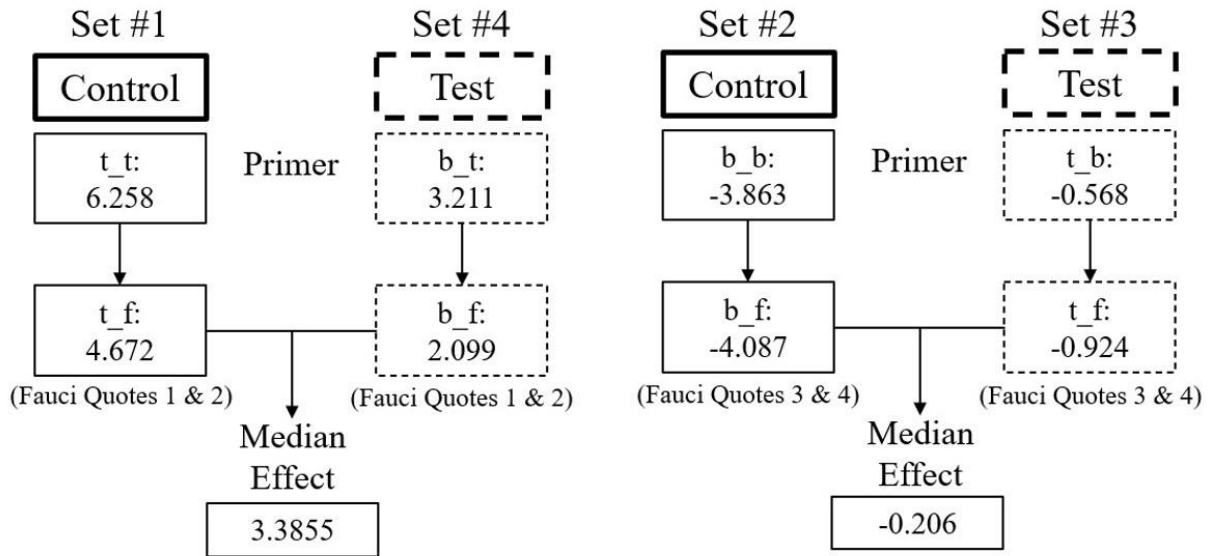 Set #1
Set #4
Set #2
Set #3
Control
Test
Control
Test
t_t:
6.258
Primer
b_t:
3.211
b_b:
-3.863
Primer
t_b:
-0.568
t_f:
4.672
b_f:
2.099
b_f:
-4.087
t_f:
-0.924
(Fauci Quotes 1 & 2)
(Fauci Quotes 1 & 2)
(Fauci Quotes 3 & 4)
(Fauci Quotes 3 & 4)
Median
Effect
3.3855
Median
Effect
-0.206